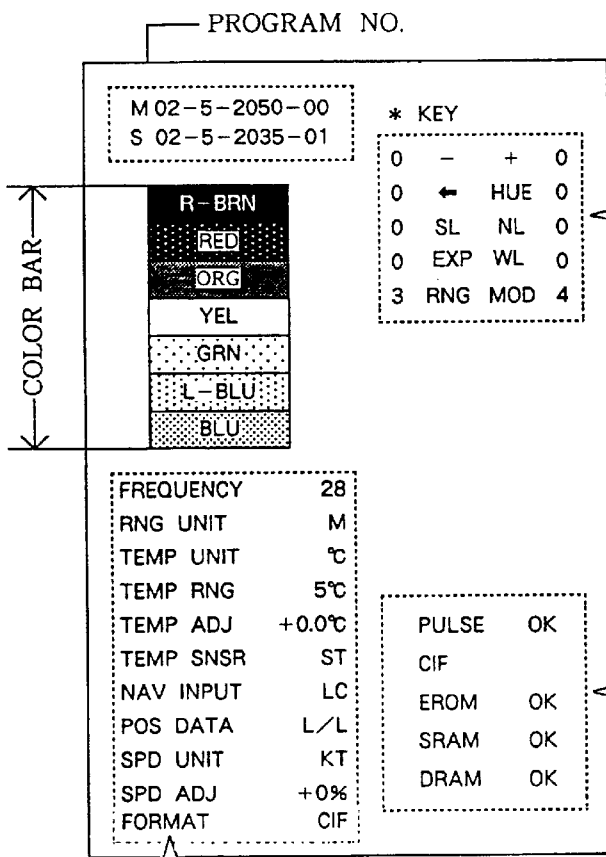 PROGRAM NO.
M 02-5-2050-00
S 02-5-2035-01
* KEY
0 - + 0
0 ← HUE 0
0 SL NL 0
0 EXP WL 0
3 RNG MOD 4
COLOR BAR
R-BRN
RED
ORG
YEL
GRN
L-BLU
BLU
FREQUENCY 28
RNG UNIT M
TEMP UNIT ℃
TEMP RNG 5℃
TEMP ADJ +0.0℃
TEMP SNSR ST
NAV INPUT LC
POS DATA L/L
SPD UNIT KT
SPD ADJ +0%
FORMAT CIF
PULSE OK
CIF
EROM OK
SRAM OK
DRAM OK